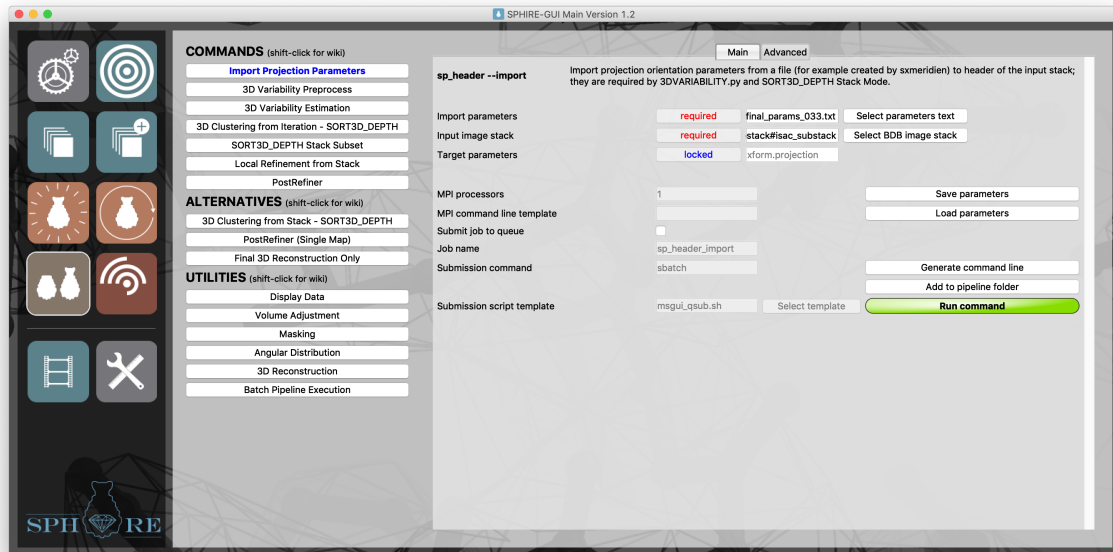 SPHIRE-GUI Main Version 1.2
COMMANDS (shift-click for wiki)
Import Projection Parameters
3D Variability Preprocess
3D Variability Estimation
3D Clustering from Iteration - SORT3D_DEPTH
SORT3D_DEPTH Stack Subset
Local Refinement from Stack
PostRefiner
ALTERNATIVES (shift-click for wiki)
3D Clustering from Stack - SORT3D_DEPTH
PostRefiner (Single Map)
Final 3D Reconstruction Only
UTILITIES (shift-click for wiki)
Display Data
Volume Adjustment
Masking
Angular Distribution
3D Reconstruction
Batch Pipeline Execution
SPHIRE
Main Advanced
sp_header --import
Import projection orientation parameters from a file (for example created by sxmeridien) to header of the input stack;
they are required by 3DVARIABILITY.py and SORT3D_DEPTH Stack Mode.
Import parameters required final_params_033.txt Select parameters text
Input image stack required stack#isac_substack Select BDB image stack
Target parameters locked xform.projection
MPI processors 1 Save parameters
MPI command line template Load parameters
Submit job to queue
Job name sp_header_import
Submission command sbatch Generate command line
Add to pipeline folder
Submission script template msgui_qsub.sh Select template Run command